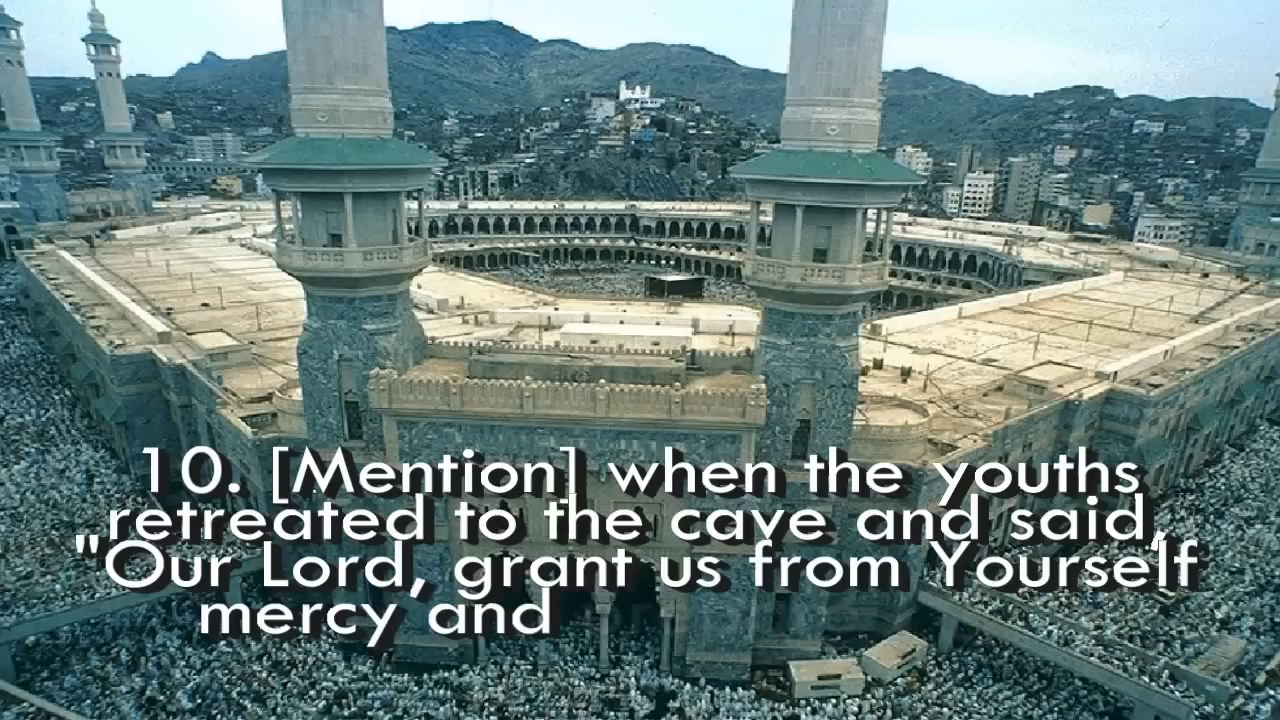 10. [Mention] when the youths
retreated to the cave and said,
"Our Lord, grant us from Yourself
mercy and